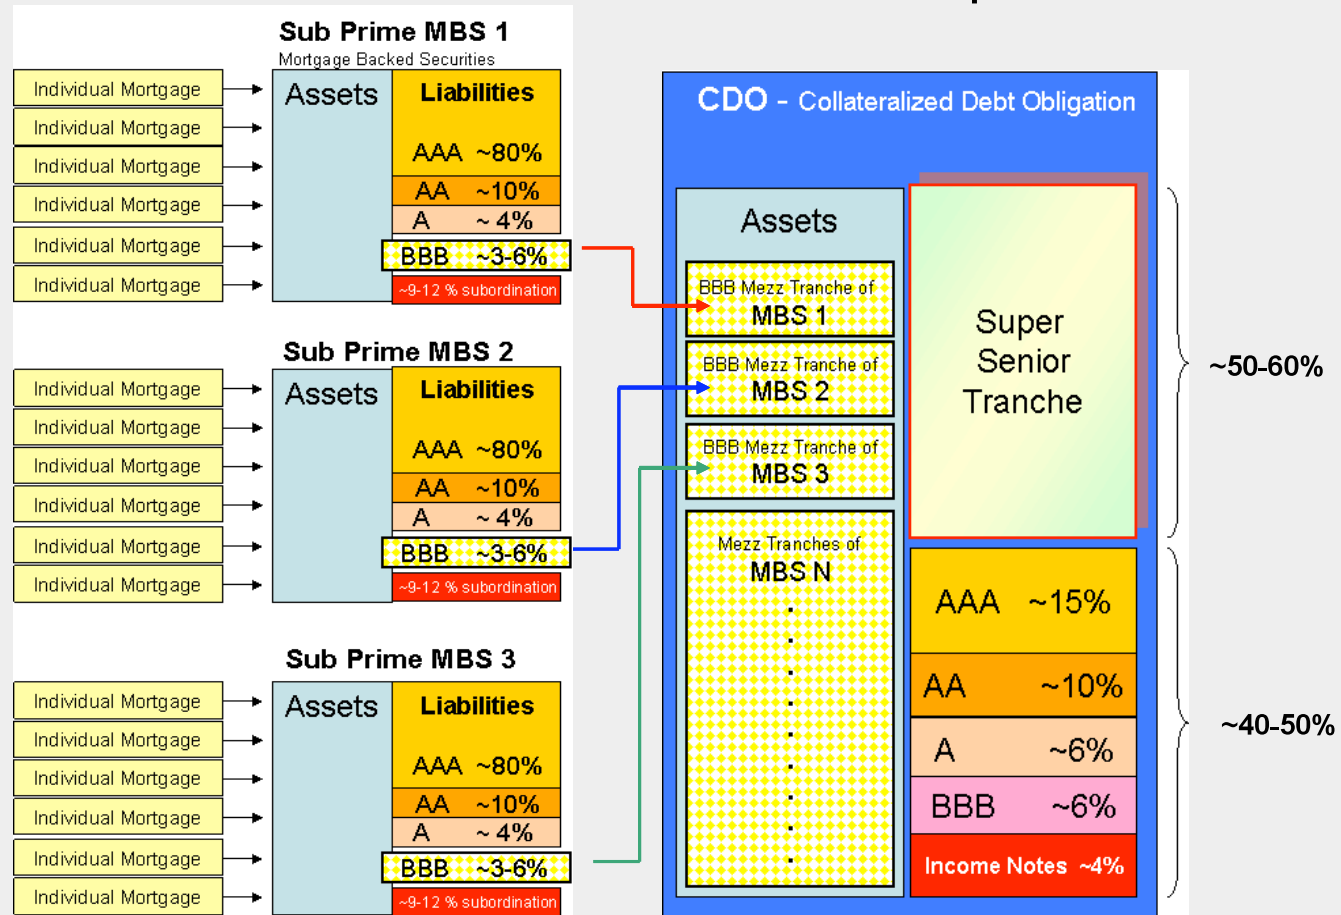 Sub Prime MBS 1
Mortgage Backed Securities
Individual Mortgage
Individual Mortgage
Individual Mortgage
Individual Mortgage
Individual Mortgage
Individual Mortgage
Assets
Liabilities
AAA ~80%
AA ~10%
A ~ 4%
BBB ~3-6%
~9-12 % subordination
Sub Prime MBS 2
Individual Mortgage
Individual Mortgage
Individual Mortgage
Individual Mortgage
Individual Mortgage
Individual Mortgage
Assets
Liabilities
AAA ~80%
AA ~10%
A ~ 4%
BBB ~3-6%
~9-12 % subordination
Sub Prime MBS 3
Individual Mortgage
Individual Mortgage
Individual Mortgage
Individual Mortgage
Individual Mortgage
Individual Mortgage
Assets
Liabilities
AAA ~80%
AA ~10%
A ~ 4%
BBB ~3-6%
~9-12 % subordination
CDO - Collateralized Debt Obligation
Assets
BBB Mezz Tranche of
MBS 1
BBB Mezz Tranche of
MBS 2
BBB Mezz Tranche of
MBS 3
Mezz Tranches of
MBS N
.
.
.
.
.
.
.
.
.
Super
Senior
Tranche
~50-60%
AAA ~15%
AA ~10%
A ~6%
BBB ~6%
Income Notes ~4%
~40-50%